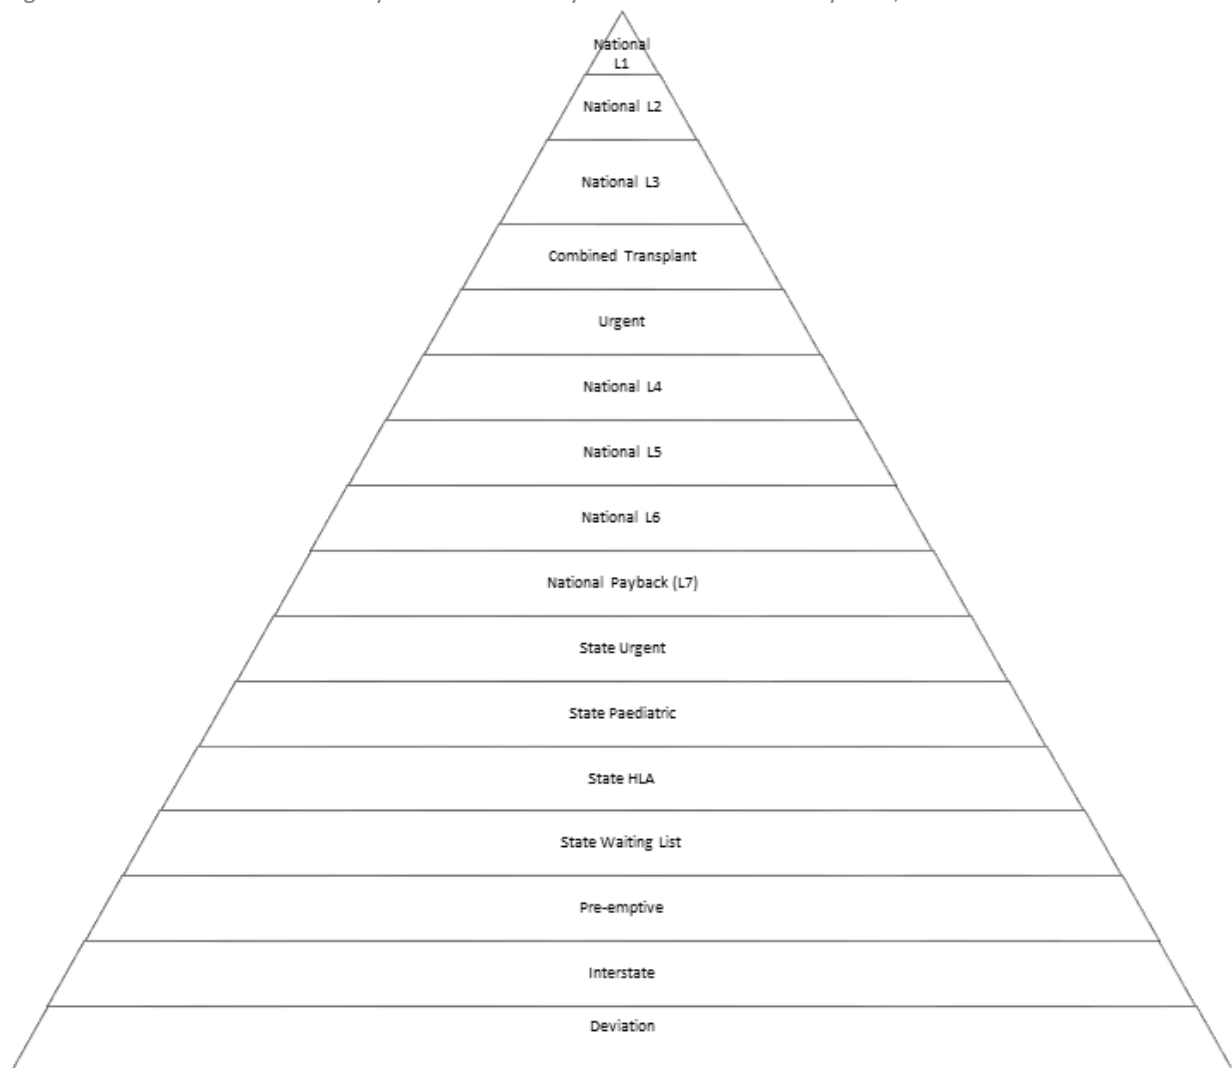 National
L1
National L2
National L3
Combined Transplant
Urgent
National L4
National L5
National L6
National Payback (L7)
State Urgent
State Paediatric
State HLA
State Waiting List
Pre-emptive
Interstate
Deviation